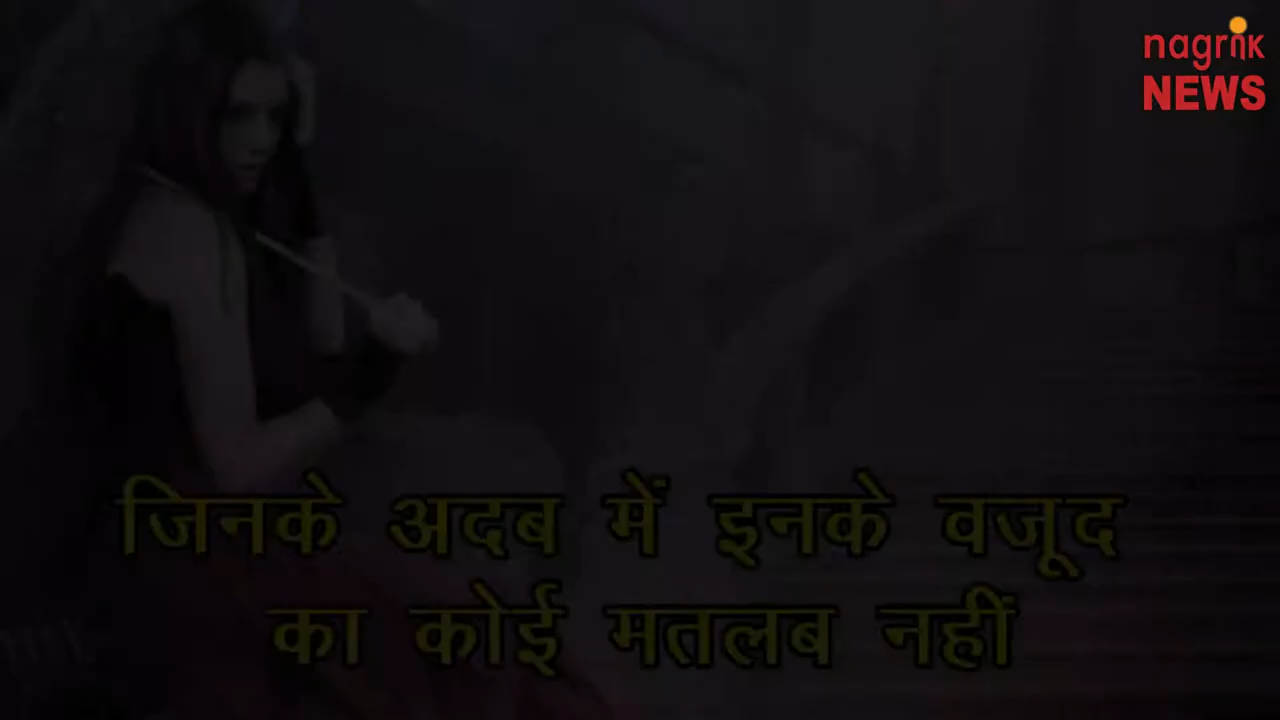 nagrik
NEWS
जिनके अदब में इनके वजूद
का कोई मतलब नहीं